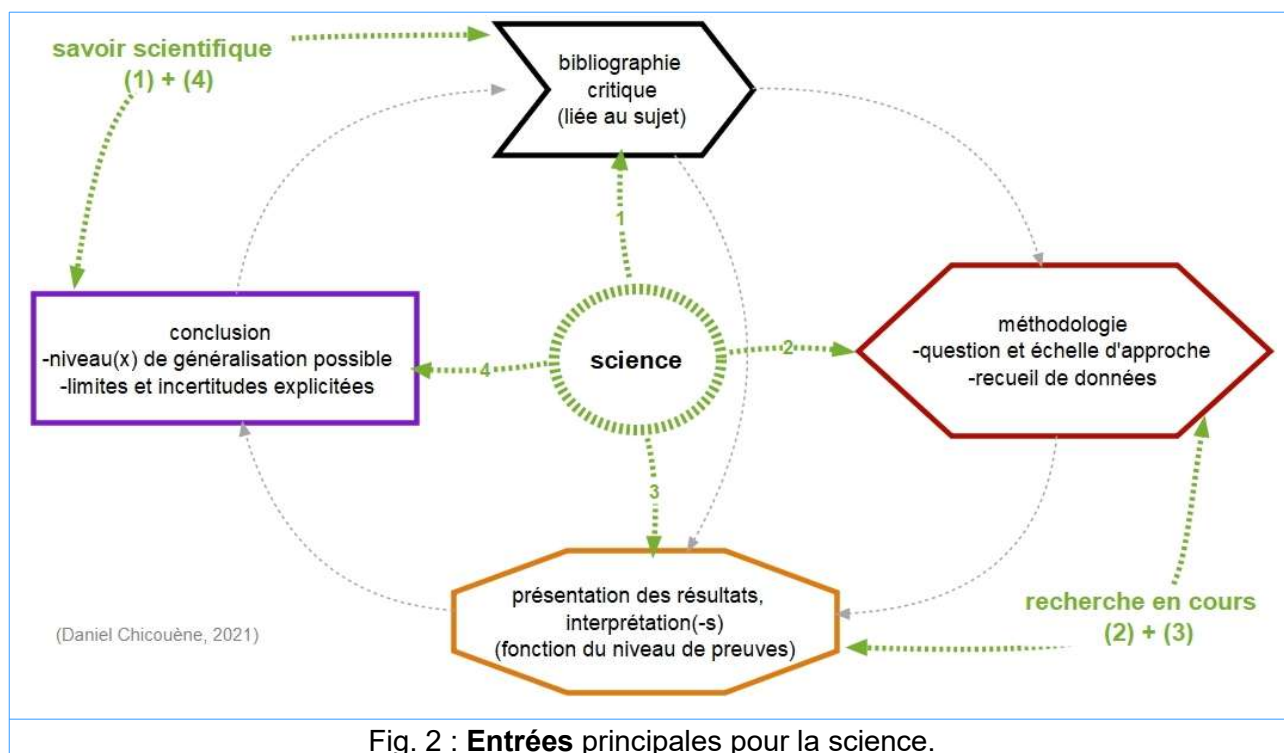 savoir scientifique
(1) + (4)
bibliographie
critique
(liée au sujet)
1
conclusion
-niveau(x) de généralisation possible
-limites et incertitudes explicitées
4
science
2
méthodologie
-question et échelle d'approche
-recueil de données
3
présentation des résultats,
interprétation(-s)
(fonction du niveau de preuves)
recherche en cours
(2) + (3)
(Daniel Chicouène, 2021)
Fig. 2 : Entrées principales pour la science.